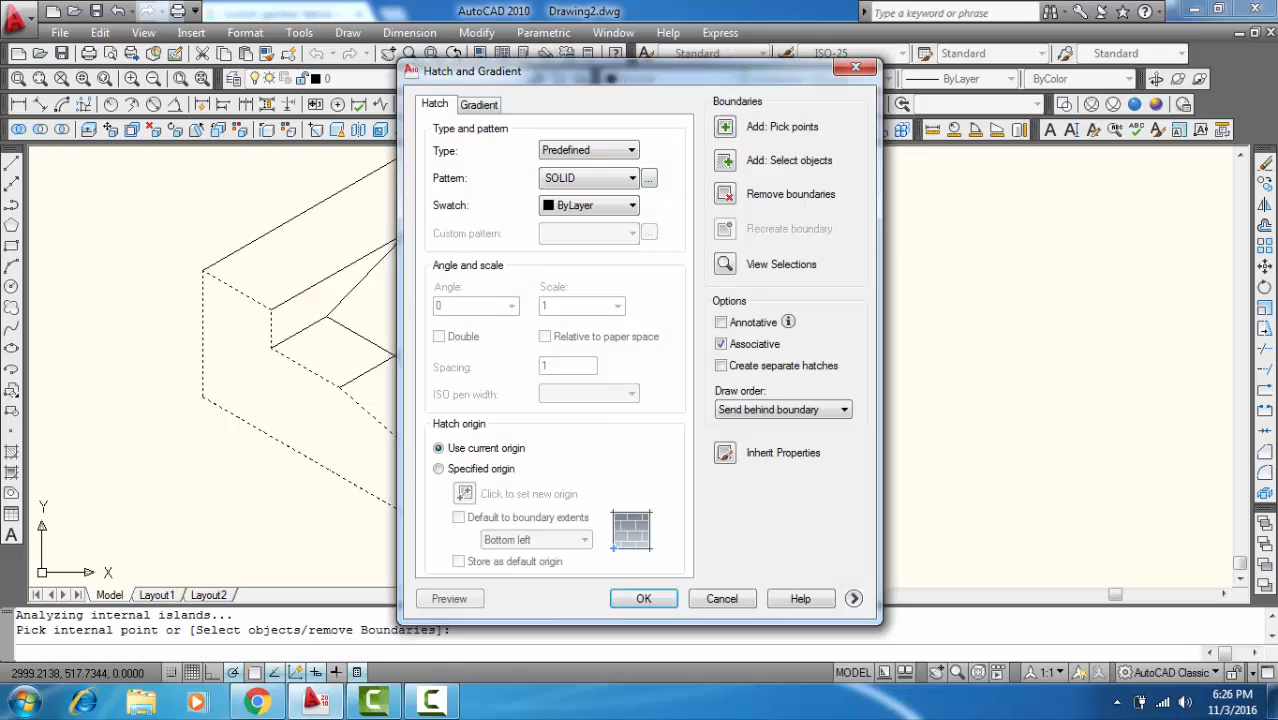 AutoCAD 2010 Drawing2.dwg
Type a keyword or phrase
File Edit View Insert Format Tools Draw Dimension Modify Parametric Window Help Express
Standard ISO-25 Standard Standard
0 ByLayer ByColor
Hatch and Gradient
Hatch Gradient
Type and pattern
Type: Predefined
Pattern: SOLID ...
Swatch: ByLayer
Custom pattern: ...
Angle and scale
Angle: Scale:
0 1
Double Relative to paper space
Spacing: 1
ISO pen width:
Hatch origin
Use current origin
Specified origin
Click to set new origin
Default to boundary extents
Bottom left
Store as default origin
Boundaries
Add: Pick points
Add: Select objects
Remove boundaries
Recreate boundary
View Selections
Options
Annotative
Associative
Create separate hatches
Draw order:
Send behind boundary
Inherit Properties
Preview OK Cancel Help
Y
X
Model Layout1 Layout2
Analyzing internal islands...
Pick internal point or [Select objects/remove Boundaries]:
2999.2138, 517.7344, 0.0000 MODEL 1:1 AutoCAD Classic
6:26 PM
11/3/2016